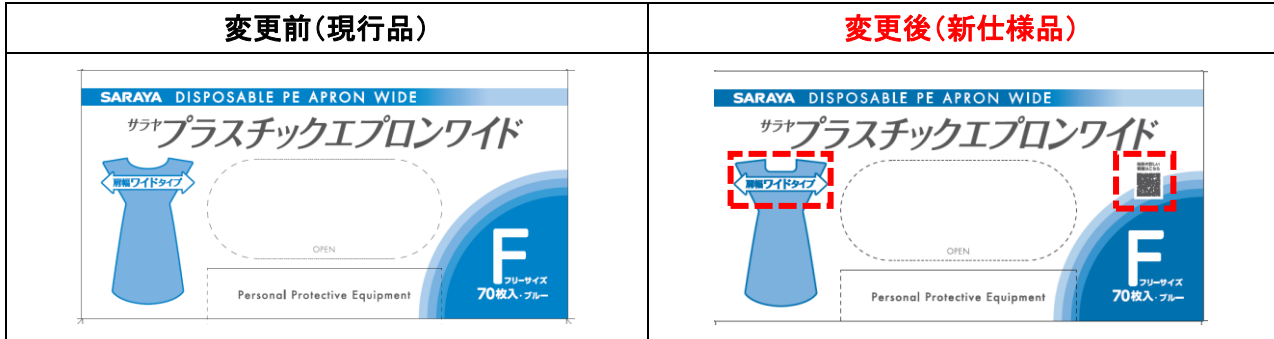 変更前(現行品)
変更後(新仕様品)
SARAYA DISPOSABLE PE APRON WIDE
サラヤプラスチックエプロンワイド
肩幅ワイドタイプ
OPEN
Personal Protective Equipment
F
フリーサイズ
70枚入・ブルー
SARAYA DISPOSABLE PE APRON WIDE
サラヤプラスチックエプロンワイド
肩幅ワイドタイプ
OPEN
Personal Protective Equipment
F
フリーサイズ
70枚入・ブルー